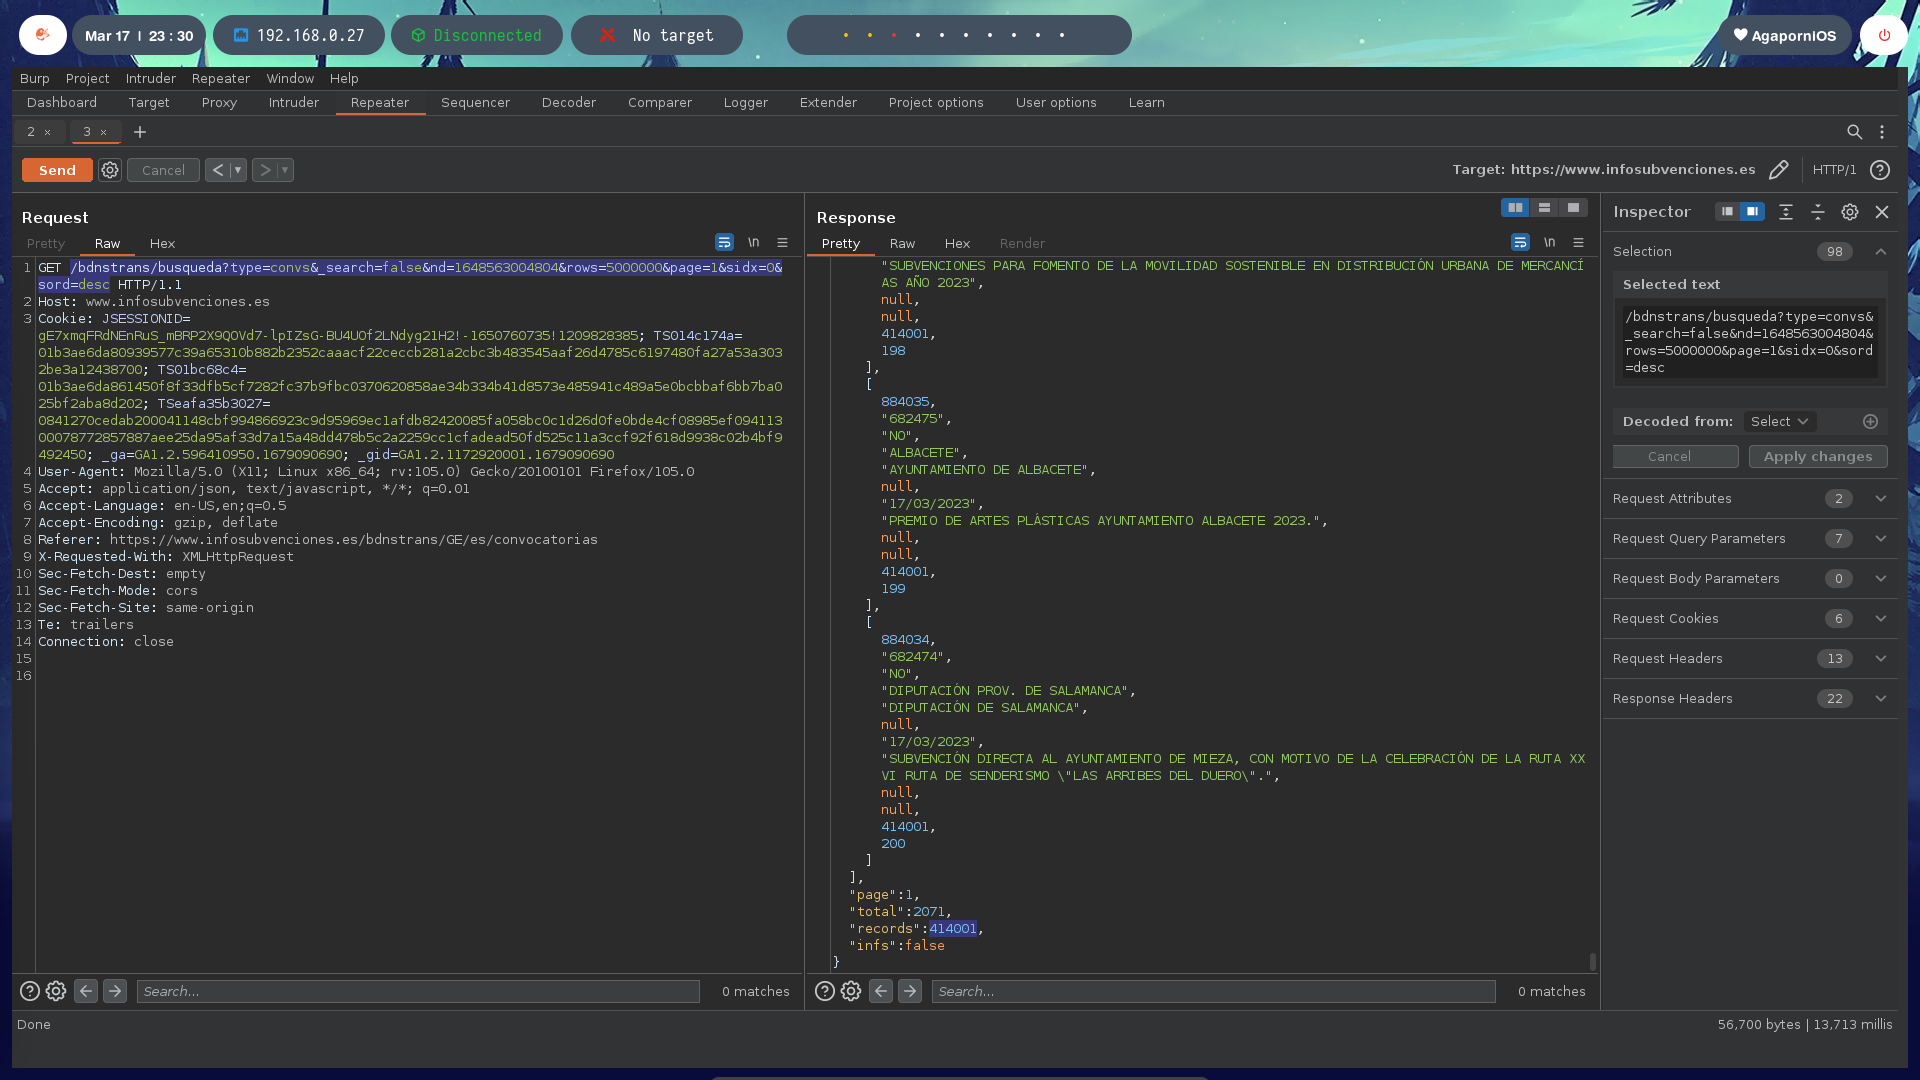 Mar 17 | 23 : 30
192.168.0.27
Disconnected
No target
AgaporniOS
Burp Project Intruder Repeater Window Help
Dashboard Target Proxy Intruder Repeater Sequencer Decoder Comparer Logger Extender Project options User options Learn
2 × 3 × +
Send Cancel < > Target: https://www.infosubvenciones.es HTTP/1
Request
Pretty Raw Hex \n
1 GET /bdnstrans/busqueda?type=convs&_search=false&nd=1648563004804&rows=5000000&page=1&sidx=0&
sord=desc HTTP/1.1
2 Host: www.infosubvenciones.es
3 Cookie: JSESSIONID=
gE7xmqFRdNEnRuS_mBRP2X9QOVd7-lpIZsG-BU4UOf2LNdyg21H2!-1650760735!1209828385; TS014c174a=
01b3ae6da80939577c39a65310b882b2352caaacf22ceccb281a2cbc3b483545aaf26d4785c6197480fa27a53a303
2be3a12438700; TS01bc68c4=
01b3ae6da861450f8f33dfb5cf7282fc37b9fbc0370620858ae34b334b41d8573e485941c489a5e0bcbbaf6bb7ba0
25bf2aba8d202; TSeafa35b3027=
0841270cedab200041148cbf994866923c9d95969ec1afdb82420085fa058bc0c1d26d0fe0bde4cf08985ef094113
00078772857887aee25da95af33d7a15a48dd478b5c2a2259cc1cfadead50fd525c11a3ccf92f618d9938c02b4bf9
492450; _ga=GA1.2.596410950.1679090690; _gid=GA1.2.1172920001.1679090690
4 User-Agent: Mozilla/5.0 (X11; Linux x86_64; rv:105.0) Gecko/20100101 Firefox/105.0
5 Accept: application/json, text/javascript, */*; q=0.01
6 Accept-Language: en-US,en;q=0.5
7 Accept-Encoding: gzip, deflate
8 Referer: https://www.infosubvenciones.es/bdnstrans/GE/es/convocatorias
9 X-Requested-With: XMLHttpRequest
10 Sec-Fetch-Dest: empty
11 Sec-Fetch-Mode: cors
12 Sec-Fetch-Site: same-origin
13 Te: trailers
14 Connection: close
15
16
Search... 0 matches
Response
Pretty Raw Hex Render \n
"SUBVENCIONES PARA FOMENTO DE LA MOVILIDAD SOSTENIBLE EN DISTRIBUCIÓN URBANA DE MERCANCÍ
AS AÑO 2023",
null,
null,
414001,
198
],
[
884035,
"682475",
"NO",
"ALBACETE",
"AYUNTAMIENTO DE ALBACETE",
null,
"17/03/2023",
"PREMIO DE ARTES PLÁSTICAS AYUNTAMIENTO ALBACETE 2023.",
null,
null,
414001,
199
],
[
884034,
"682474",
"NO",
"DIPUTACIÓN PROV. DE SALAMANCA",
"DIPUTACIÓN DE SALAMANCA",
null,
"17/03/2023",
"SUBVENCIÓN DIRECTA AL AYUNTAMIENTO DE MIEZA, CON MOTIVO DE LA CELEBRACIÓN DE LA RUTA XX
VI RUTA DE SENDERISMO \"LAS ARRIBES DEL DUERO\".",
null,
null,
414001,
200
]
],
"page":1,
"total":2071,
"records":414001,
"infs":false
}
Search... 0 matches
Inspector
Selection 98
Selected text
/bdnstrans/busqueda?type=convs&
_search=false&nd=1648563004804&
rows=5000000&page=1&sidx=0&sord
=desc
Decoded from: Select
Cancel Apply changes
Request Attributes 2
Request Query Parameters 7
Request Body Parameters 0
Request Cookies 6
Request Headers 13
Response Headers 22
Done
56,700 bytes | 13,713 millis